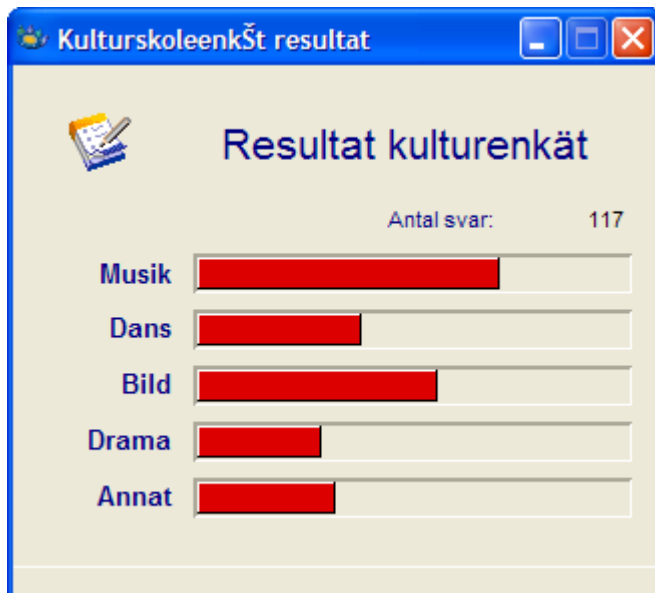 KulturskoleenkŠt resultat
Resultat kulturenkät
Antal svar: 117
Musik
Dans
Bild
Drama
Annat